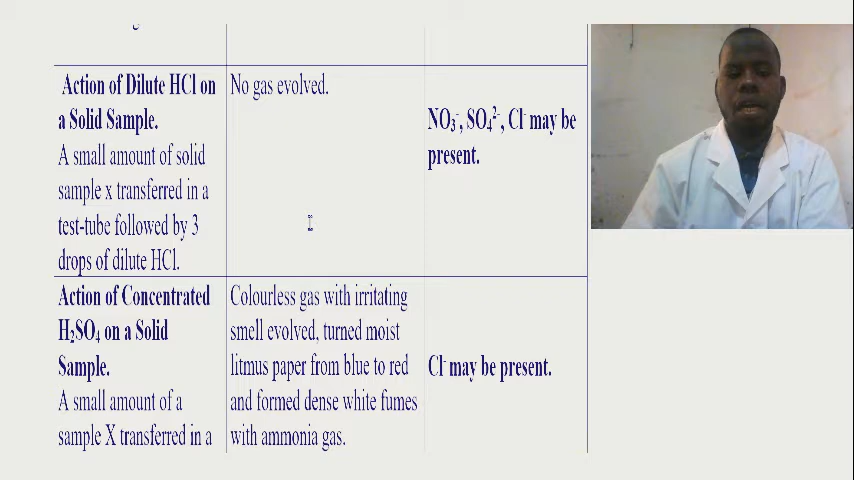 Action of Dilute HCl on
a Solid Sample.
A small amount of solid
sample x transferred in a
test-tube followed by 3
drops of dilute HCl.
No gas evolved.
NO₃⁻, SO₄²⁻, Cl⁻ may be
present.
Action of Concentrated
H₂SO₄ on a Solid
Sample.
A small amount of a
sample X transferred in a
Colourless gas with irritating
smell evolved, turned moist
litmus paper from blue to red
and formed dense white fumes
with ammonia gas.
Cl⁻ may be present.